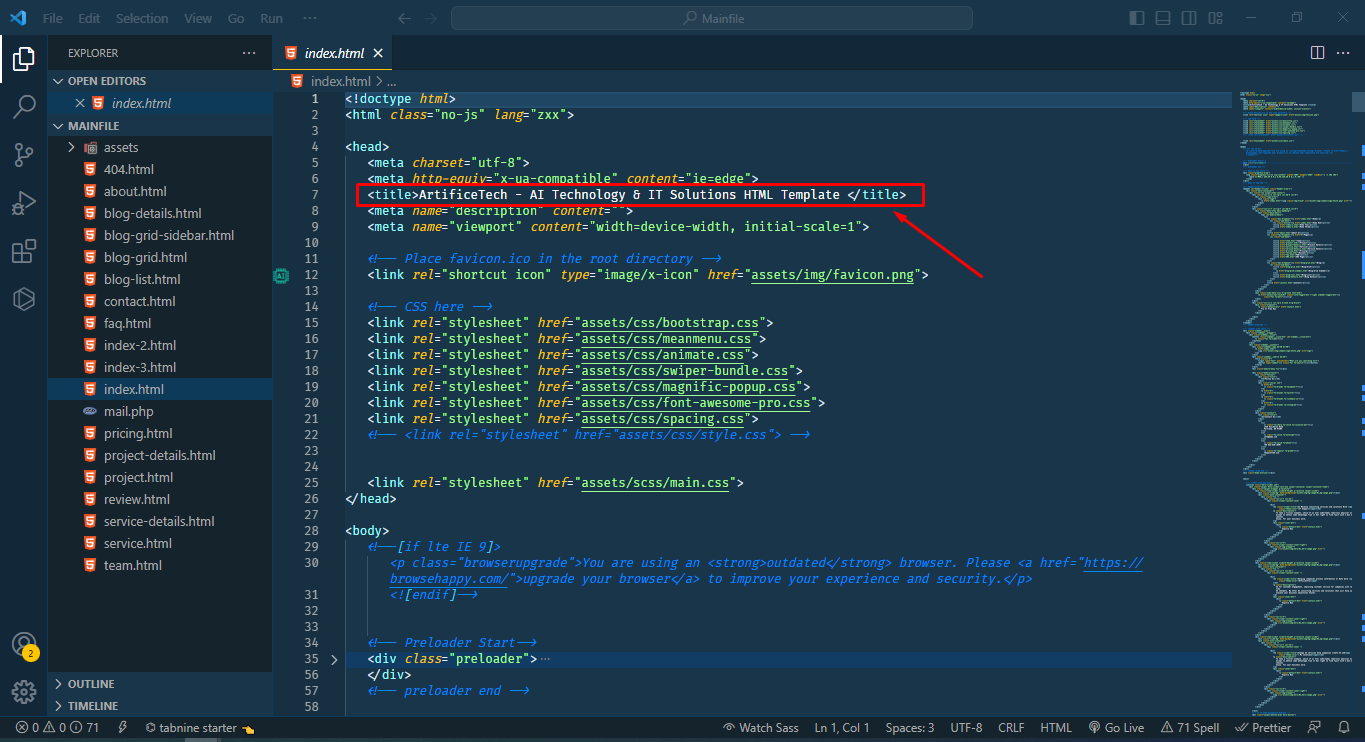 File Edit Selection View Go Run ··· Mainfile
EXPLORER ···
OPEN EDITORS
index.html
MAINFILE
assets
404.html
about.html
blog-details.html
blog-grid-sidebar.html
blog-grid.html
blog-list.html
contact.html
faq.html
index-2.html
index-3.html
index.html
mail.php
pricing.html
project-details.html
project.html
review.html
service-details.html
service.html
team.html
OUTLINE
TIMELINE
2
index.html
index.html > ...
1 <!doctype html>
2 <html class="no-js" lang="zxx">
3
4 <head>
5 <meta charset="utf-8">
6 <meta http-equiv="x-ua-compatible" content="ie=edge">
7 <title>ArtificeTech - AI Technology & IT Solutions HTML Template </title>
8 <meta name="description" content="">
9 <meta name="viewport" content="width=device-width, initial-scale=1">
10
11 <!-- Place favicon.ico in the root directory -->
12 <link rel="shortcut icon" type="image/x-icon" href="assets/img/favicon.png">
13
14 <!-- CSS here -->
15 <link rel="stylesheet" href="assets/css/bootstrap.css">
16 <link rel="stylesheet" href="assets/css/meanmenu.css">
17 <link rel="stylesheet" href="assets/css/animate.css">
18 <link rel="stylesheet" href="assets/css/swiper-bundle.css">
19 <link rel="stylesheet" href="assets/css/magnific-popup.css">
20 <link rel="stylesheet" href="assets/css/font-awesome-pro.css">
21 <link rel="stylesheet" href="assets/css/spacing.css">
22 <!-- <link rel="stylesheet" href="assets/css/style.css"> -->
23
24
25 <link rel="stylesheet" href="assets/scss/main.css">
26 </head>
27
28 <body>
29 <!--[if lte IE 9]>
30 <p class="browserupgrade">You are using an <strong>outdated</strong> browser. Please <a href="https://
browsehappy.com/">upgrade your browser</a> to improve your experience and security.</p>
31 <![endif]-->
32
33
34 <!-- Preloader Start-->
35 <div class="preloader">···
56 </div>
57 <!-- preloader end -->
58
AI
0 0 71 tabnine starter Watch Sass Ln 1, Col 1 Spaces: 3 UTF-8 CRLF HTML Go Live 71 Spell Prettier